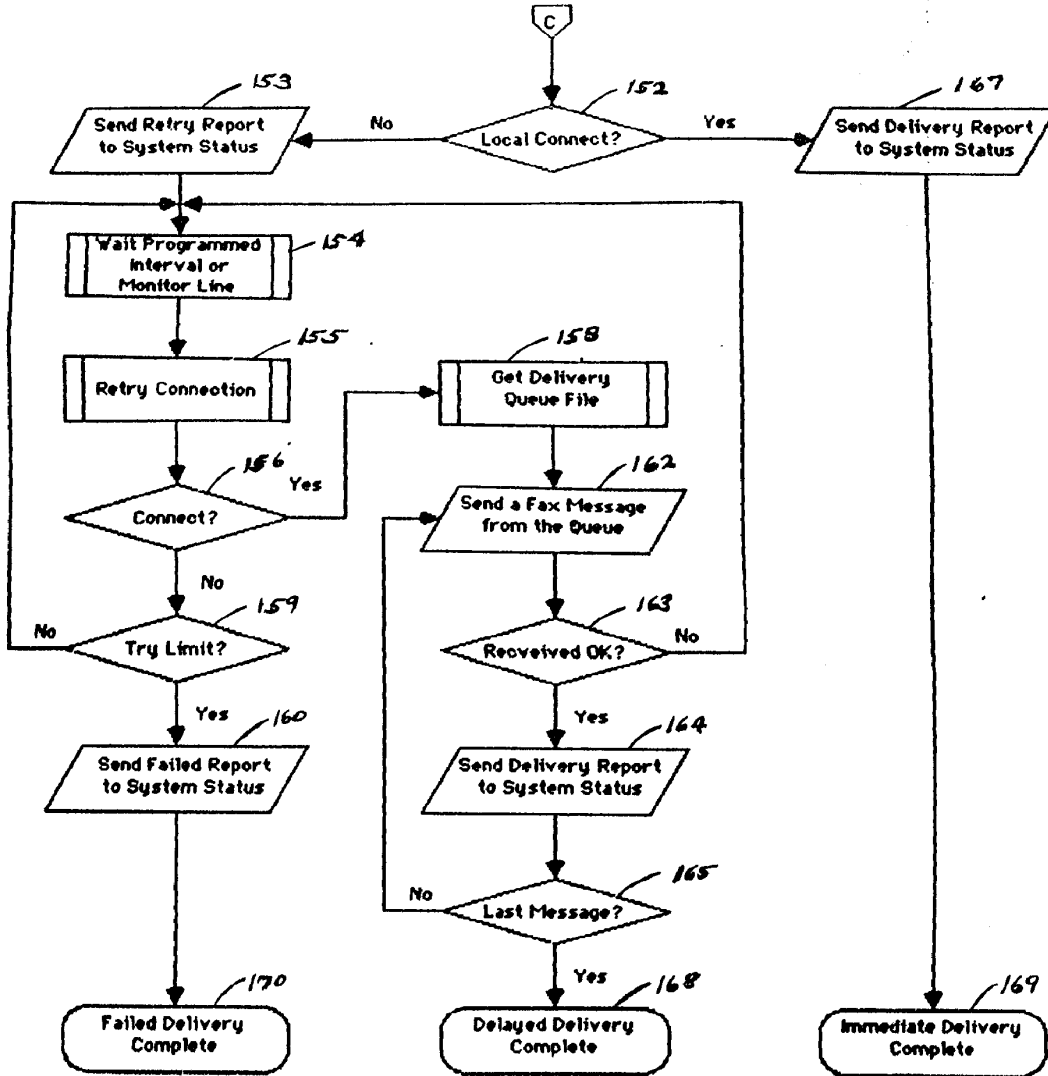 C
153
152
167
Send Retry Report
to System Status
No
Local Connect?
Yes
Send Delivery Report
to System Status
Wait Programmed
Interval or
Monitor Line
154
155
Retry Connection
158
Get Delivery
Queue File
156
Yes
Connect?
162
Send a Fax Message
from the Queue
No
159
No
Try Limit?
163
Recveived OK?
No
Yes
160
Send Failed Report
to System Status
Yes
164
Send Delivery Report
to System Status
165
No
Last Message?
Yes
170
Failed Delivery
Complete
168
Delayed Delivery
Complete
169
Immediate Delivery
Complete